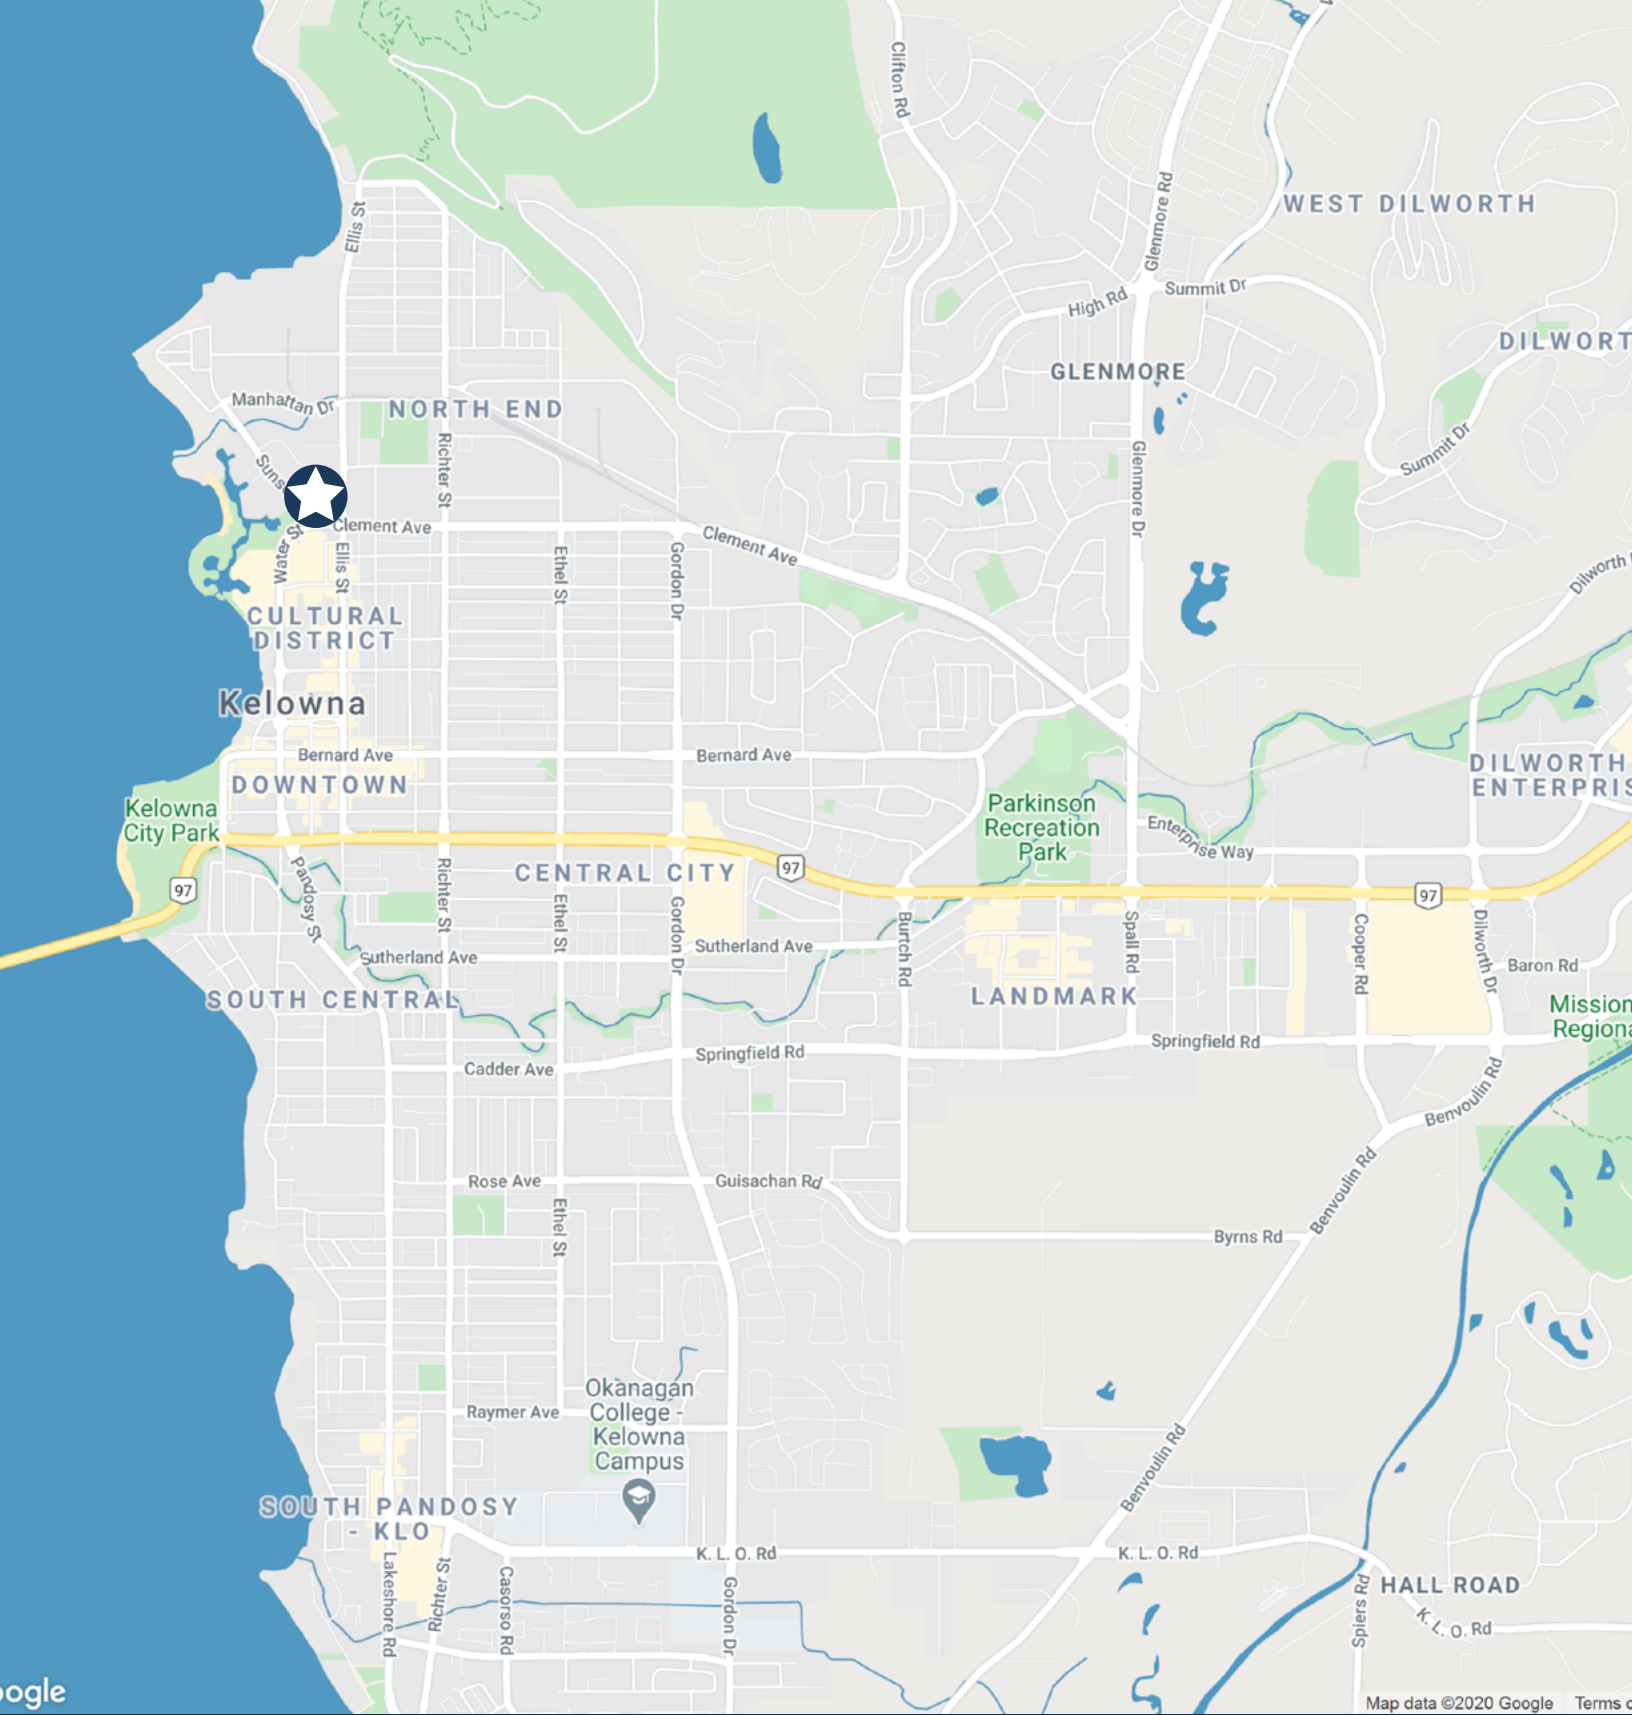 Clifton Rd
Glenmore Rd
WEST DILWORTH
Ellis St
Summit Dr
High Rd
DILWORT
GLENMORE
Manhattan Dr
NORTH END
Richter St
Summit Dr
Suns
Glenmore Dr
Clement Ave
Clement Ave
Water St
Ellis St
Ethel St
Gordon Dr
Dilworth
CULTURAL
DISTRICT
Kelowna
Bernard Ave
Bernard Ave
DOWNTOWN
DILWORTH
ENTERPRIS
Kelowna
City Park
Parkinson
Recreation
Park
Enterprise Way
CENTRAL CITY
97
97
97
Pandosy St
Richter St
Ethel St
Gordon Dr
Burtch Rd
Spall Rd
Cooper Rd
Dilworth Dr
Sutherland Ave
Sutherland Ave
Baron Rd
SOUTH CENTRAL
LANDMARK
Mission
Regiona
Springfield Rd
Springfield Rd
Cadder Ave
Benvoulin Rd
Rose Ave
Guisachan Rd
Benvoulin Rd
Ethel St
Byrns Rd
Okanagan
College -
Kelowna
Campus
Raymer Ave
Benvoulin Rd
SOUTH PANDOSY
- KLO
K. L. O. Rd
K. L. O. Rd
Lakeshore Rd
Richter St
Casorso Rd
Gordon Dr
HALL ROAD
Spiers Rd
K. L. O. Rd
oogle
Map data ©2020 Google
Terms o